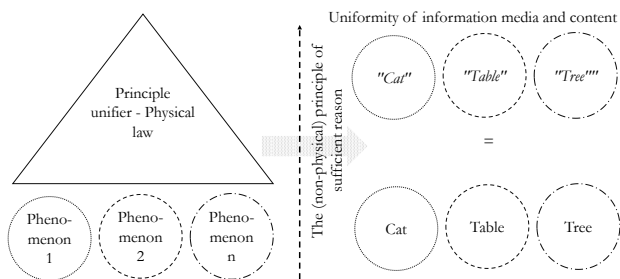 Uniformity of information media and content
Principle
unifier - Physical
law
The (non-physical) principle of
sufficient reason
"Cat"
"Table"
"Tree""
=
Pheno-
menon
1
Pheno-
menon
2
Pheno-
menon
n
Cat
Table
Tree